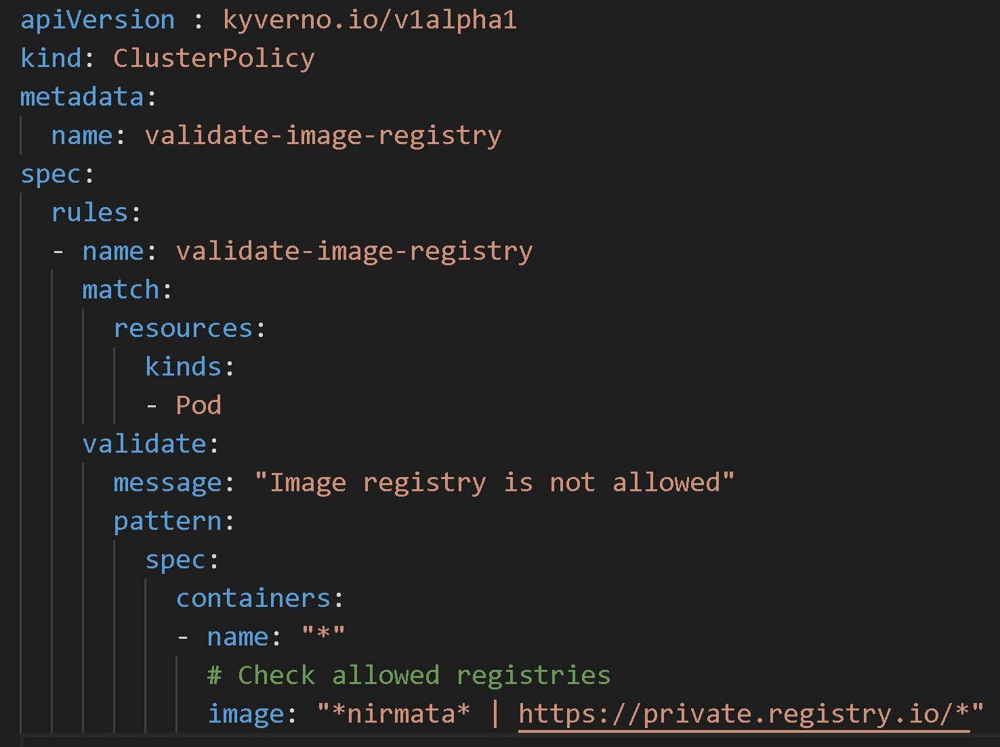 apiVersion : kyverno.io/v1alpha1
kind: ClusterPolicy
metadata:
  name: validate-image-registry
spec:
  rules:
  - name: validate-image-registry
    match:
      resources:
        kinds:
        - Pod
    validate:
      message: "Image registry is not allowed"
      pattern:
        spec:
          containers:
          - name: "*"
            # Check allowed registries
            image: "*nirmata* | https://private.registry.io/*"